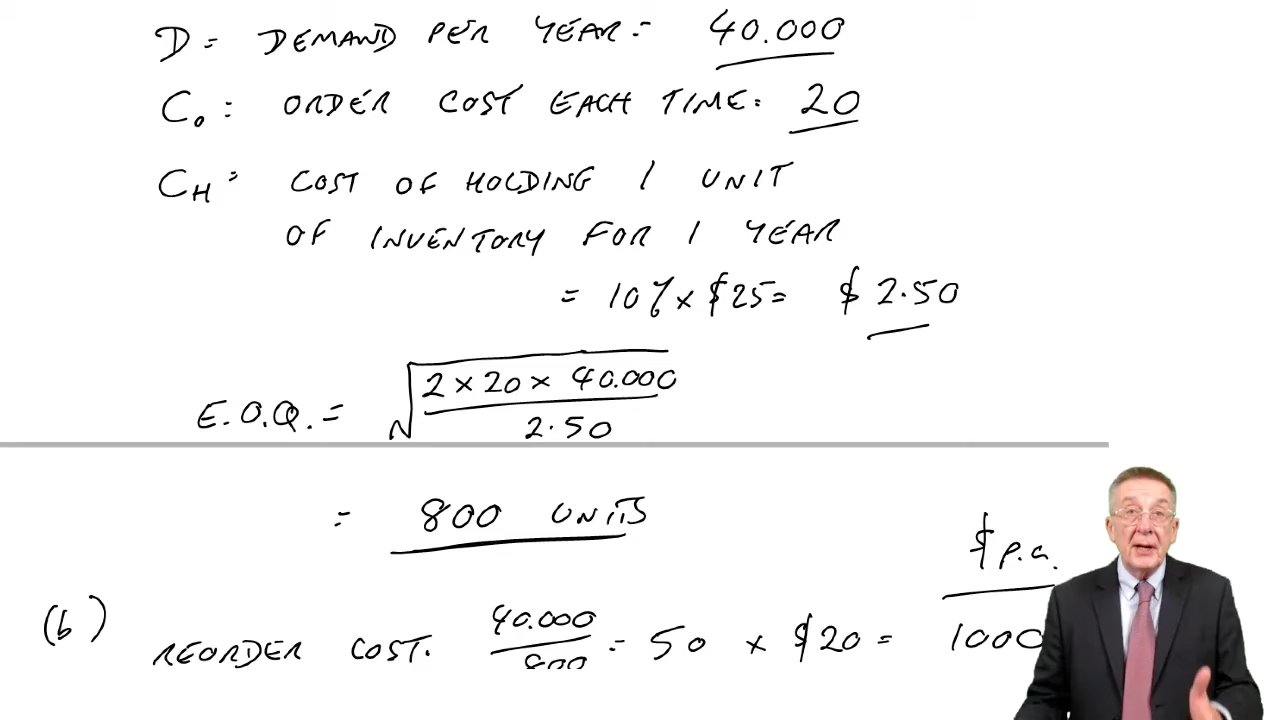 D = DEMAND PER YEAR = 40.000
C₀ : ORDER COST EACH TIME: 20
C_H = COST OF HOLDING 1 UNIT
OF INVENTORY FOR 1 YEAR
= 10% × $25 = $ 2.50
E.O.Q. = √(2 × 20 × 40.000 / 2.50)
= 800 UNITS
$ p.a.
(b) REORDER COST. 40.000 / 800 = 50 × $20 = 1000